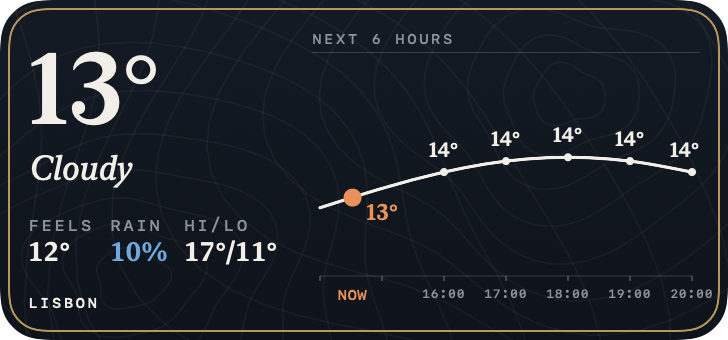 13°
Cloudy
FEELS RAIN HI/LO
12° 10% 17°/11°
LISBON
NEXT 6 HOURS
13° 14° 14° 14° 14° 14°
NOW 16:00 17:00 18:00 19:00 20:00